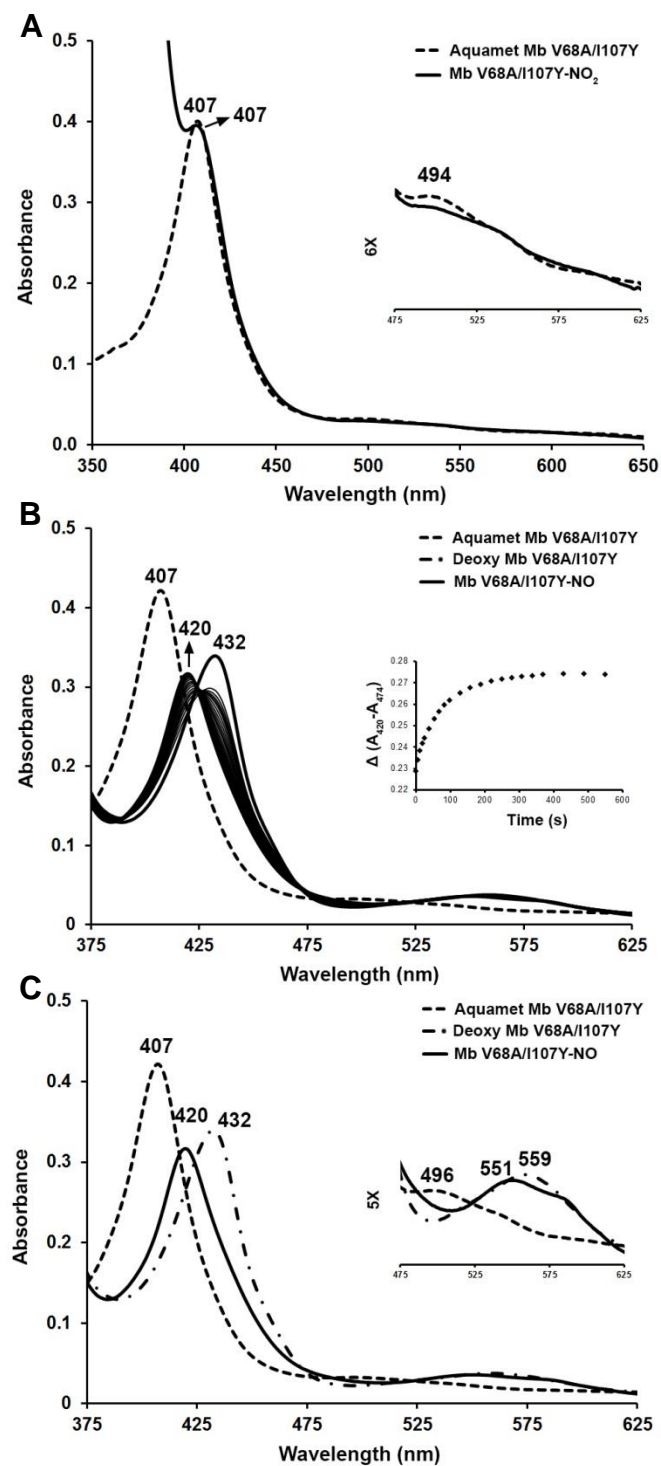 A
Aquamet Mb V68A/I107Y
Mb V68A/I107Y-NO₂
0.5
0.4
0.3
0.2
0.1
0.0
Absorbance
407
407
494
6X
475 525 575 625
350 400 450 500 550 600 650
Wavelength (nm)
B
Aquamet Mb V68A/I107Y
Deoxy Mb V68A/I107Y
Mb V68A/I107Y-NO
0.5
0.4
0.3
0.2
0.1
0
Absorbance
407
420
432
0.28
0.27
0.26
0.25
0.24
0.23
0.22
Δ (A₄₂₀-A₄₇₄)
0 100 200 300 400 500 600
Time (s)
375 425 475 525 575 625
Wavelength (nm)
C
Aquamet Mb V68A/I107Y
Deoxy Mb V68A/I107Y
Mb V68A/I107Y-NO
0.5
0.4
0.3
0.2
0.1
0
Absorbance
407
420
432
496
551
559
5X
475 525 575 625
375 425 475 525 575 625
Wavelength (nm)